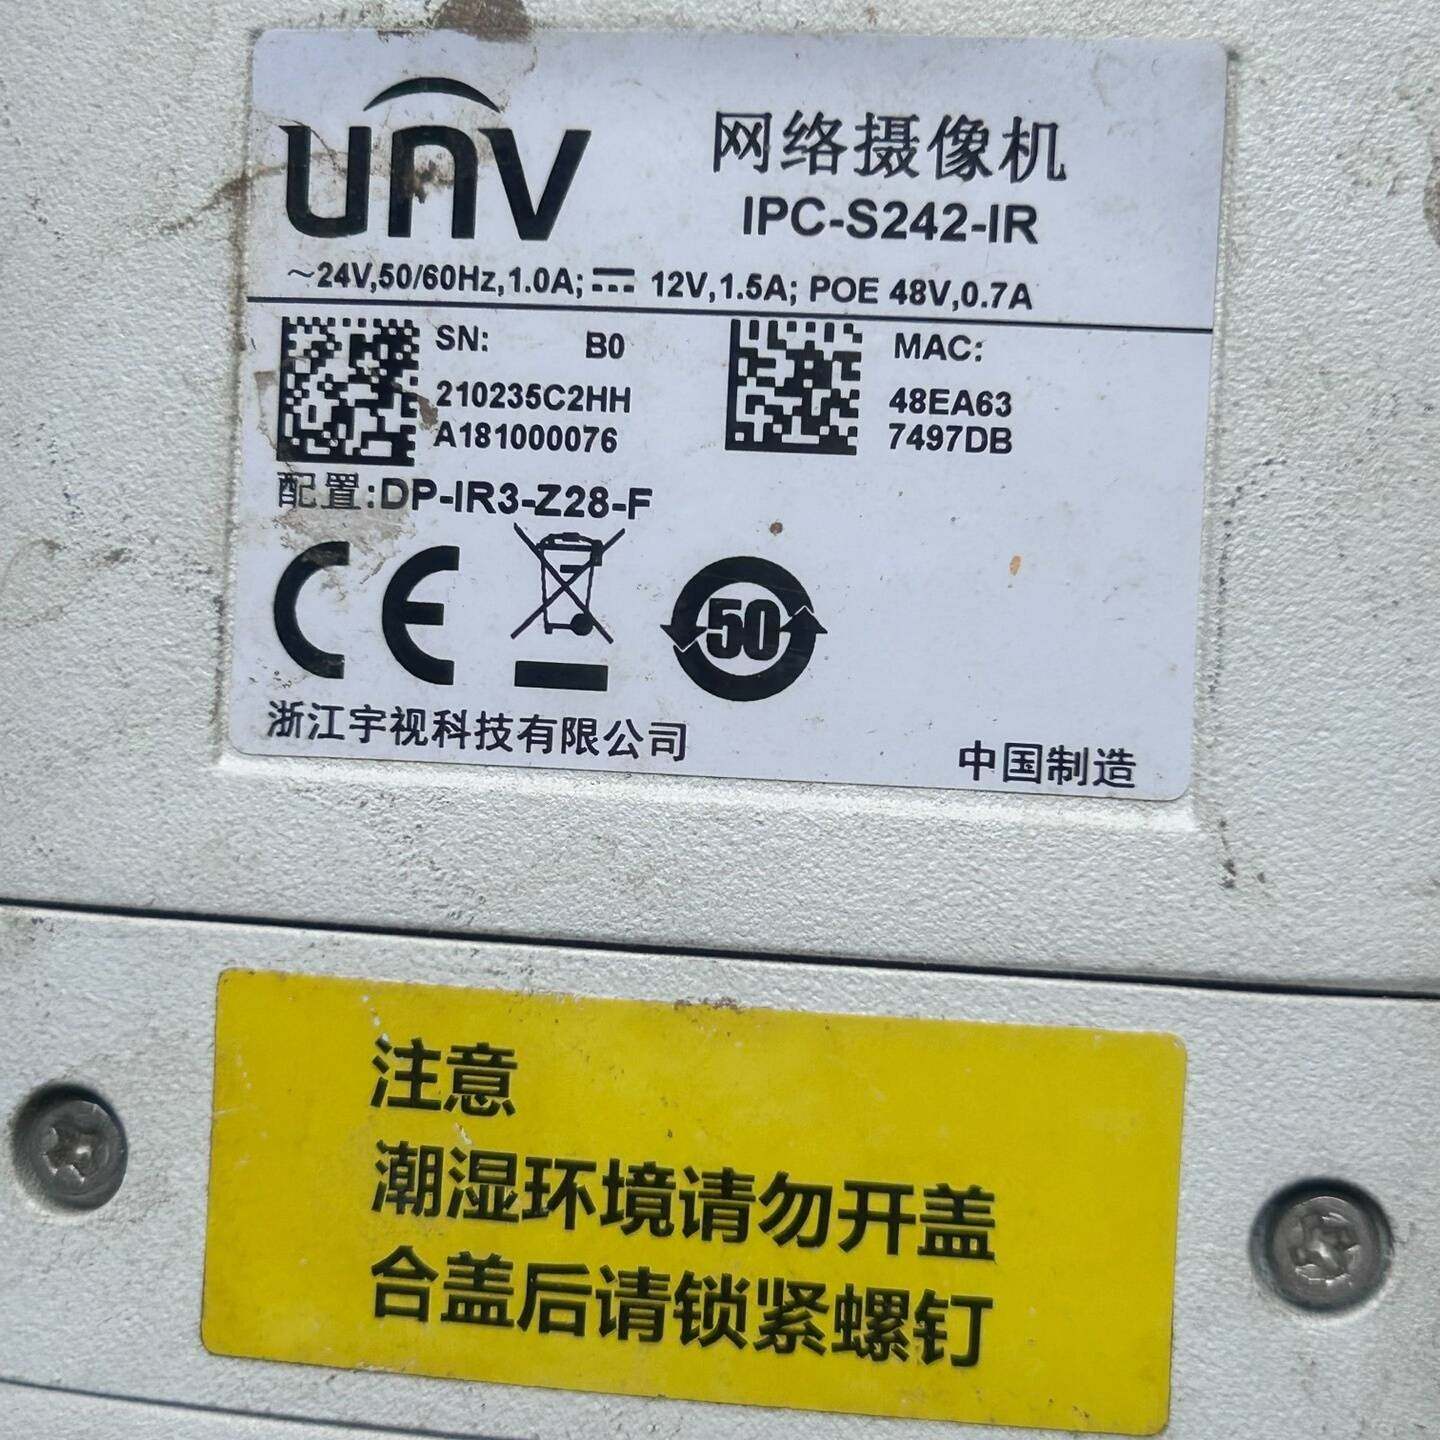 unv
网络摄像机
IPC-S242-IR
～24V,50/60Hz,1.0A; ⎓ 12V,1.5A; POE 48V,0.7A
SN: B0
210235C2HH
A181000076
MAC:
48EA63
7497DB
配置:DP-IR3-Z28-F
CE
50
浙江宇视科技有限公司
中国制造
注意
潮湿环境请勿开盖
合盖后请锁紧螺钉